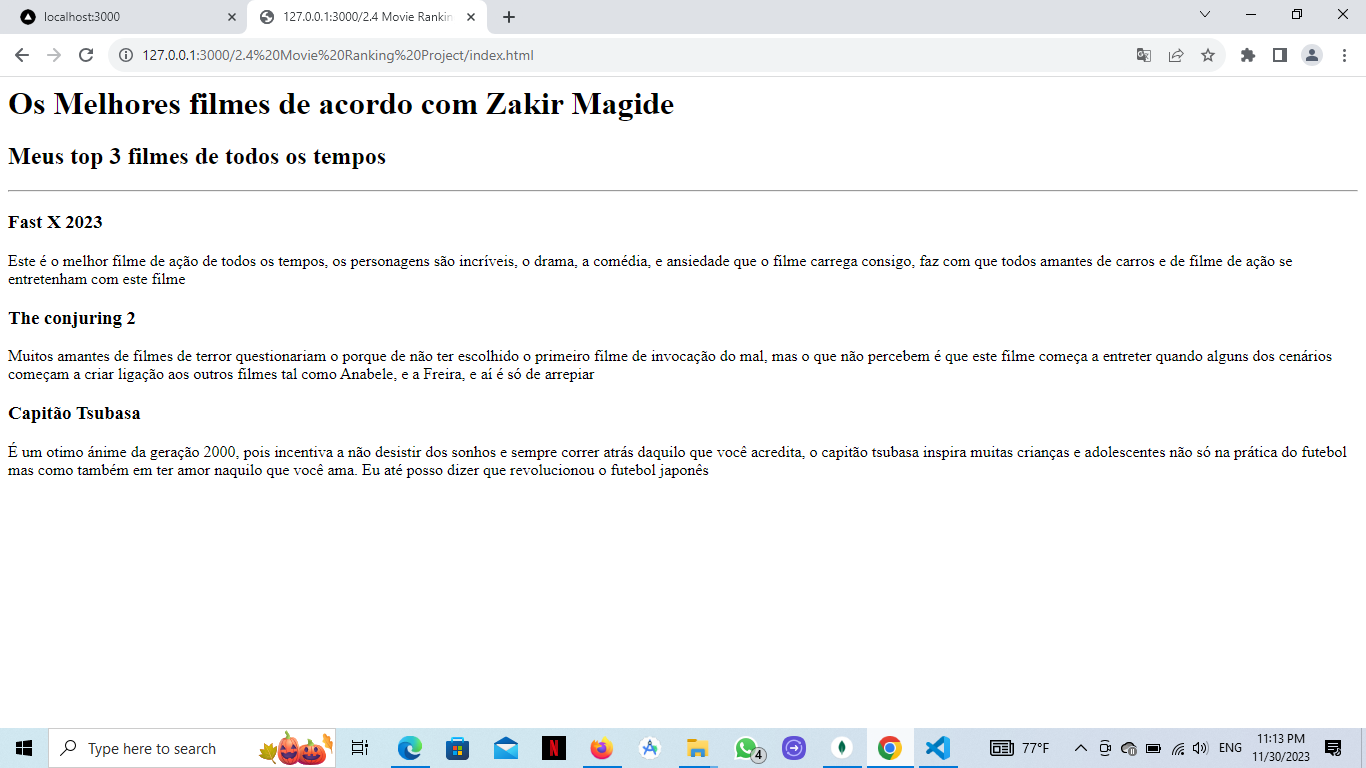 localhost:3000
127.0.0.1:3000/2.4 Movie Rankin
127.0.0.1:3000/2.4%20Movie%20Ranking%20Project/index.html
Os Melhores filmes de acordo com Zakir Magide
Meus top 3 filmes de todos os tempos
Fast X 2023
Este é o melhor filme de ação de todos os tempos, os personagens são incríveis, o drama, a comédia, e ansiedade que o filme carrega consigo, faz com que todos amantes de carros e de filme de ação se
entretenham com este filme
The conjuring 2
Muitos amantes de filmes de terror questionariam o porque de não ter escolhido o primeiro filme de invocação do mal, mas o que não percebem é que este filme começa a entreter quando alguns dos cenários
começam a criar ligação aos outros filmes tal como Anabele, e a Freira, e aí é só de arrepiar
Capitão Tsubasa
É um otimo ánime da geração 2000, pois incentiva a não desistir dos sonhos e sempre correr atrás daquilo que você acredita, o capitão tsubasa inspira muitas crianças e adolescentes não só na prática do futebol
mas como também em ter amor naquilo que você ama. Eu até posso dizer que revolucionou o futebol japonês
Type here to search
N
4
77°F
ENG
11:13 PM
11/30/2023